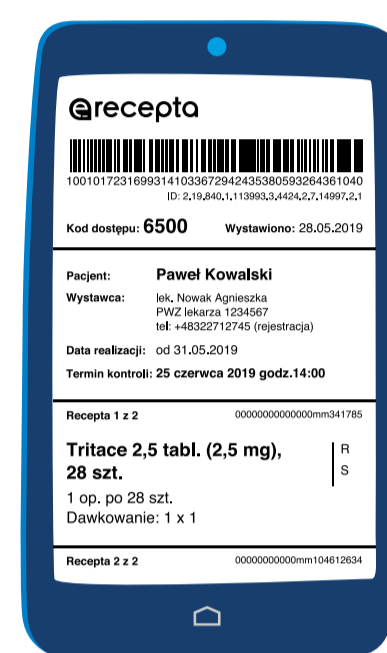 erecepta
10010172316993141033672942435380593264361040
ID: 2.19.840.1.113993.3.4424.2.7.14997.2.1
Kod dostępu: 6500 Wystawiono: 28.05.2019
Pacjent: Paweł Kowalski
Wystawca: lek. Nowak Agnieszka
PWZ lekarza 1234567
tel: +48322712745 (rejestracja)
Data realizacji: od 31.05.2019
Termin kontroli: 25 czerwca 2019 godz.14:00
Recepta 1 z 2 00000000000000mm341785
Tritace 2,5 tabl. (2,5 mg), R
28 szt. S
1 op. po 28 szt.
Dawkowanie: 1 x 1
Recepta 2 z 2 00000000000mm104612634